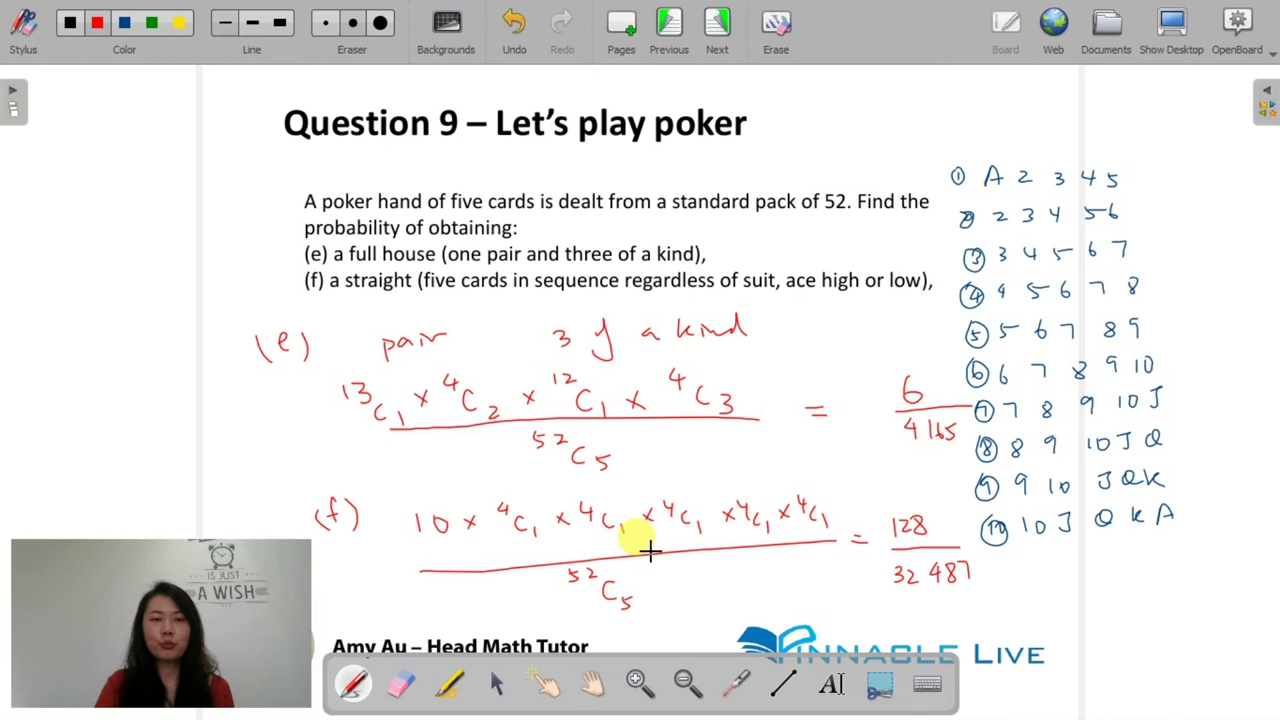 Stylus Color Line Eraser Backgrounds Undo Redo Pages Previous Next Erase Board Web Documents Show Desktop OpenBoard
Question 9 – Let's play poker
A poker hand of five cards is dealt from a standard pack of 52. Find the
probability of obtaining:
(e) a full house (one pair and three of a kind),
(f) a straight (five cards in sequence regardless of suit, ace high or low),
(e) pair 3 of a kind
¹³C₁ × ⁴C₂ × ¹²C₁ × ⁴C₃
⁵²C₅
= 6
4165
(f) 10 × ⁴C₁ × ⁴C₁ × ⁴C₁ × ⁴C₁ × ⁴C₁
⁵²C₅
= 128
32 487
① A 2 3 4 5
② 2 3 4 5 6
③ 3 4 5 6 7
④ 4 5 6 7 8
⑤ 5 6 7 8 9
⑥ 6 7 8 9 10
⑦ 7 8 9 10 J
⑧ 8 9 10 J Q
⑨ 9 10 J Q K
⑩ 10 J Q K A
IS JUST
A WISH
Amy Au – Head Math Tutor
PINNACLE LIVE